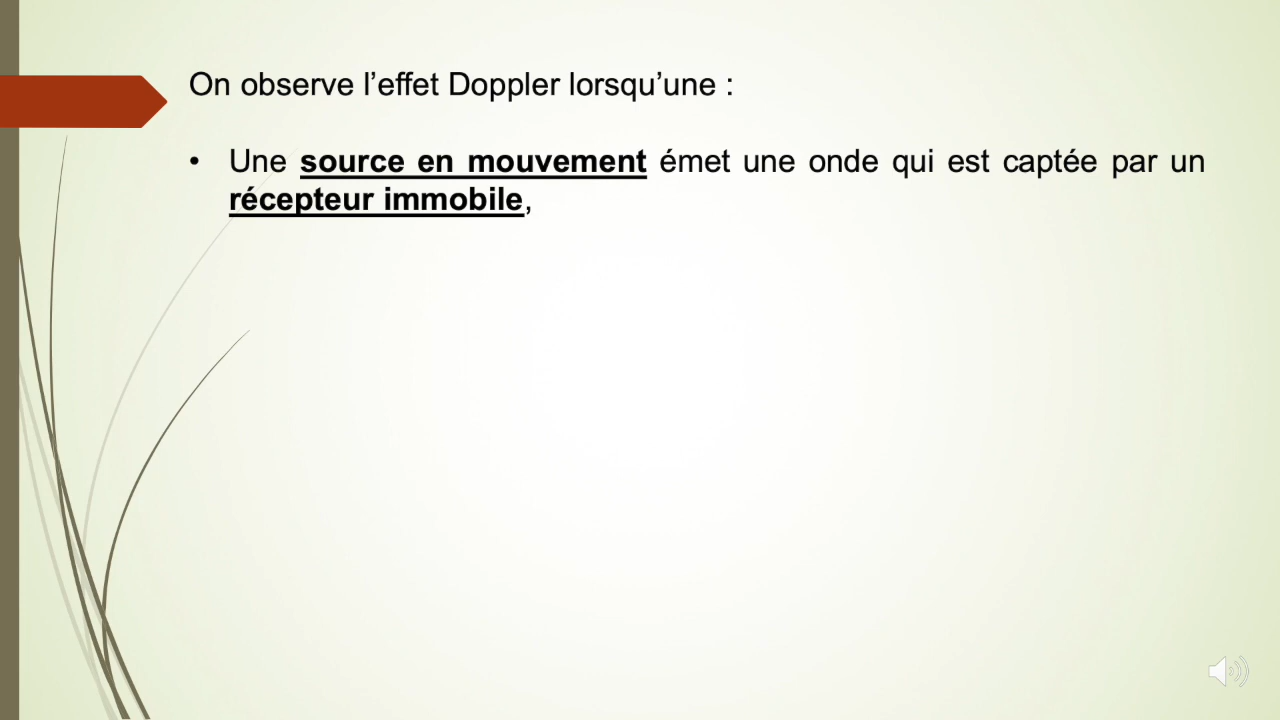 On observe l’effet Doppler lorsqu’une :
• Une source en mouvement émet une onde qui est captée par un
récepteur immobile,